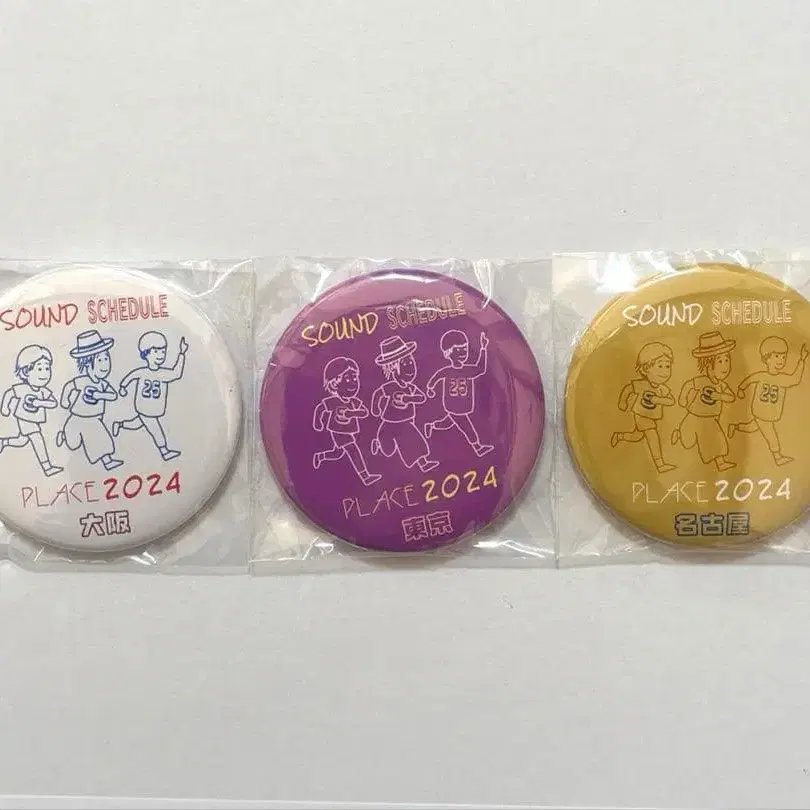 SOUND SCHEDULE
S S 25
PLACE 2024
大阪
SOUND SCHEDULE
S S 25
PLACE 2024
東京
SOUND SCHEDULE
S S 25
PLACE 2024
名古屋